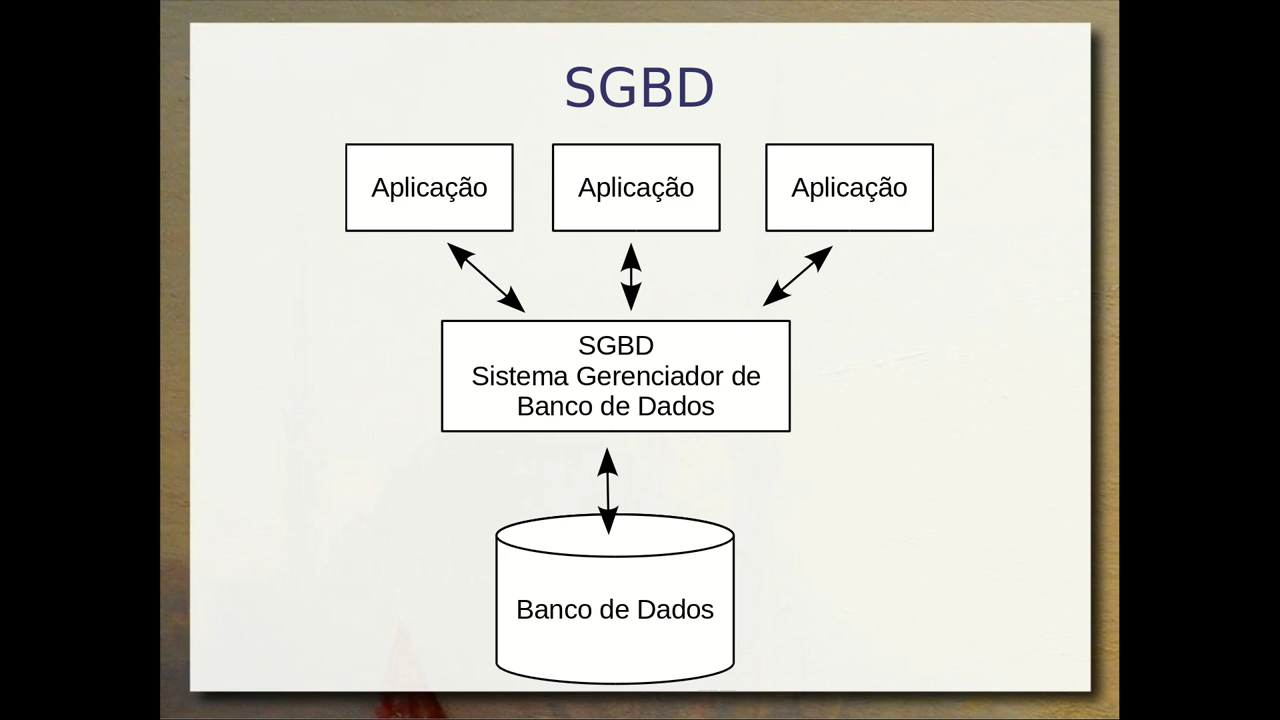 SGBD
Aplicação
Aplicação
Aplicação
SGBD
Sistema Gerenciador de
Banco de Dados
Banco de Dados